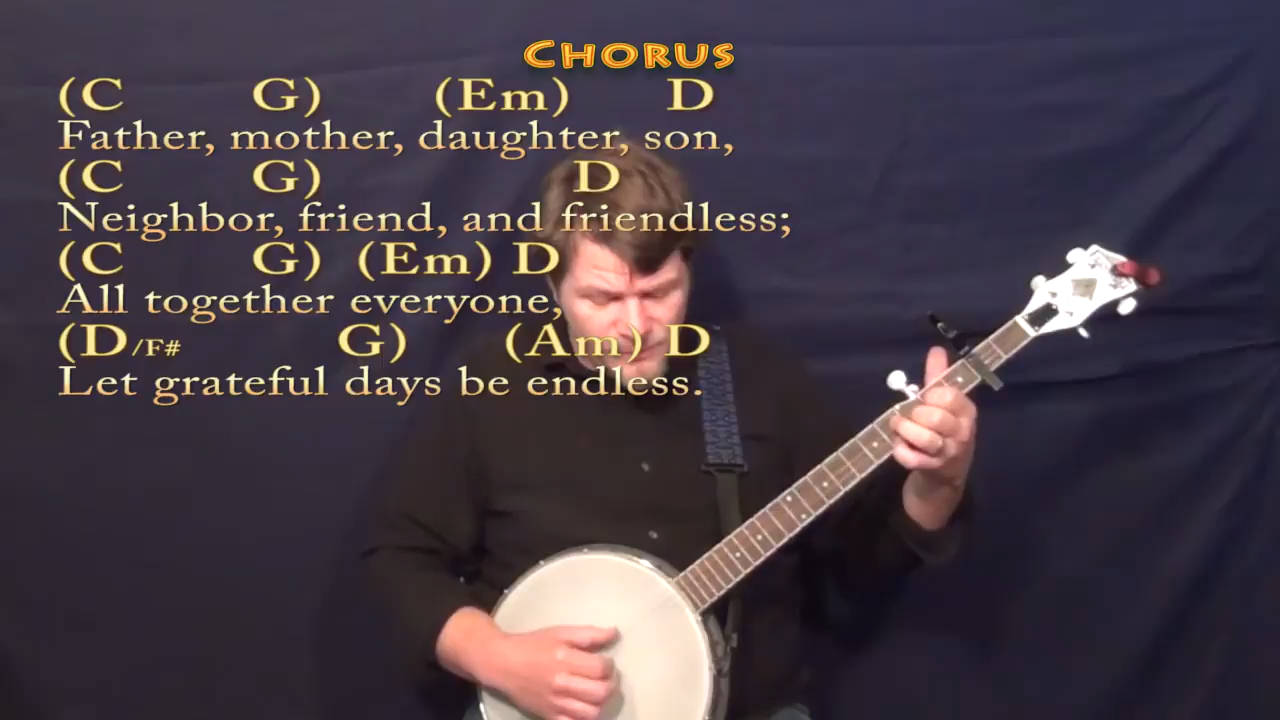 CHORUS
(C G) (Em) D
Father, mother, daughter, son,
(C G) D
Neighbor, friend, and friendless;
(C G) (Em) D
All together everyone,
(D/F# G) (Am) D
Let grateful days be endless.